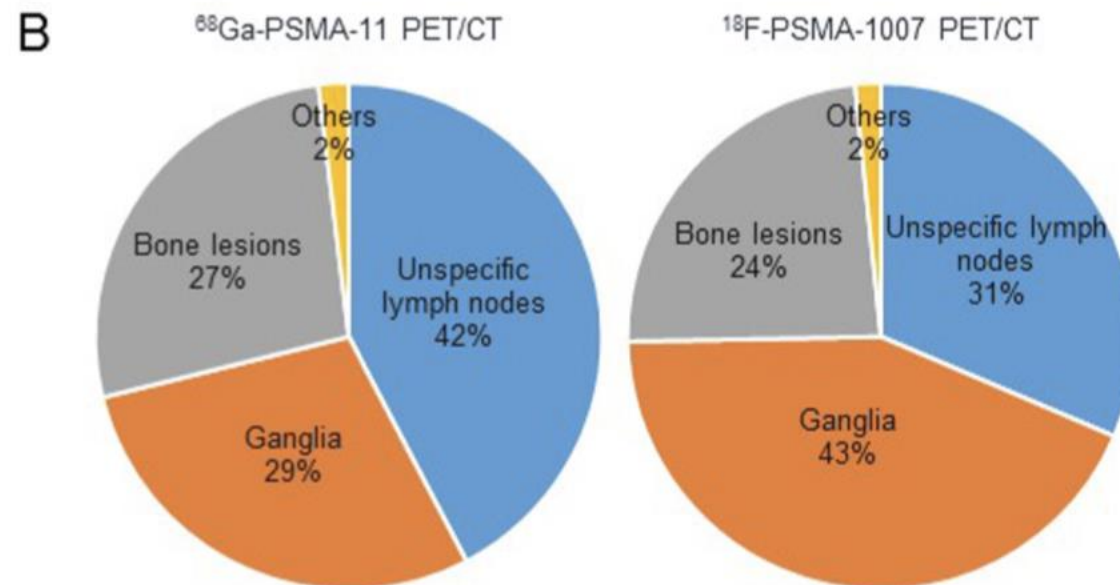 B
⁶⁸Ga-PSMA-11 PET/CT
Others
2%
Bone lesions
27%
Unspecific
lymph nodes
42%
Ganglia
29%
¹⁸F-PSMA-1007 PET/CT
Others
2%
Bone lesions
24%
Unspecific lymph
nodes
31%
Ganglia
43%